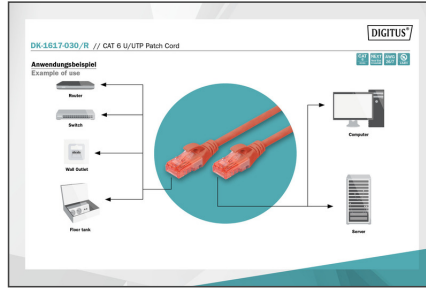 DIGITUS®
DK-1617-030/R // CAT 6 U/UTP Patch Cord
Anwendungsbeispiel
Example of use
Router
Switch
Wall Outlet
Floor tank
Computer
Server